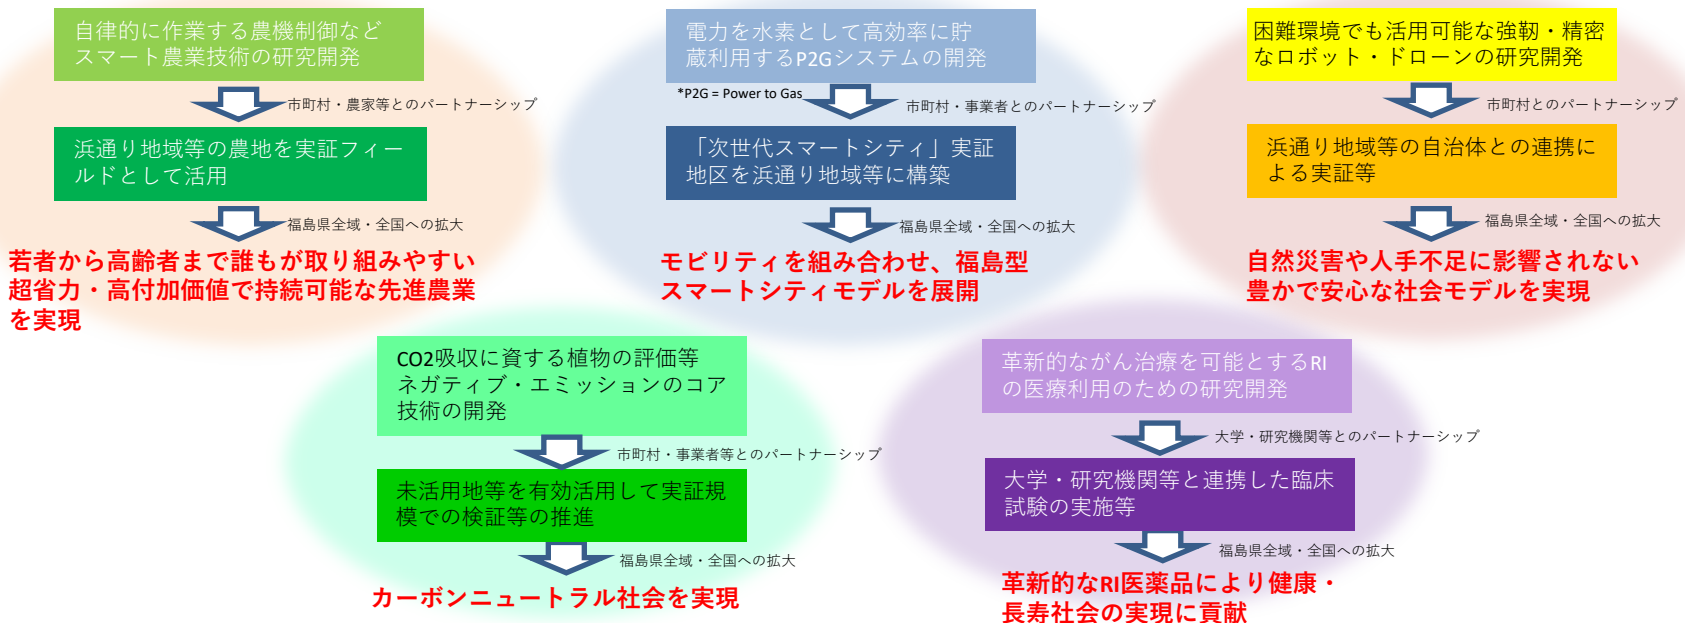 自律的に作業する農機制御など
スマート農業技術の研究開発
市町村・農家等とのパートナーシップ
浜通り地域等の農地を実証フィー
ルドとして活用
福島県全域・全国への拡大
若者から高齢者まで誰もが取り組みやすい
超省力・高付加価値で持続可能な先進農業
を実現
電力を水素として高効率に貯
蔵利用するP2Gシステムの開発
*P2G = Power to Gas
市町村・事業者とのパートナーシップ
「次世代スマートシティ」実証
地区を浜通り地域等に構築
福島県全域・全国への拡大
モビリティを組み合わせ、福島型
スマートシティモデルを展開
困難環境でも活用可能な強靭・精密
なロボット・ドローンの研究開発
市町村とのパートナーシップ
浜通り地域等の自治体との連携に
よる実証等
福島県全域・全国への拡大
自然災害や人手不足に影響されない
豊かで安心な社会モデルを実現
CO2吸収に資する植物の評価等
ネガティブ・エミッションのコア
技術の開発
市町村・事業者等とのパートナーシップ
未活用地等を有効活用して実証規
模での検証等の推進
福島県全域・全国への拡大
カーボンニュートラル社会を実現
革新的ながん治療を可能とするRI
の医療利用のための研究開発
大学・研究機関等とのパートナーシップ
大学・研究機関等と連携した臨床
試験の実施等
福島県全域・全国への拡大
革新的なRI医薬品により健康・
長寿社会の実現に貢献